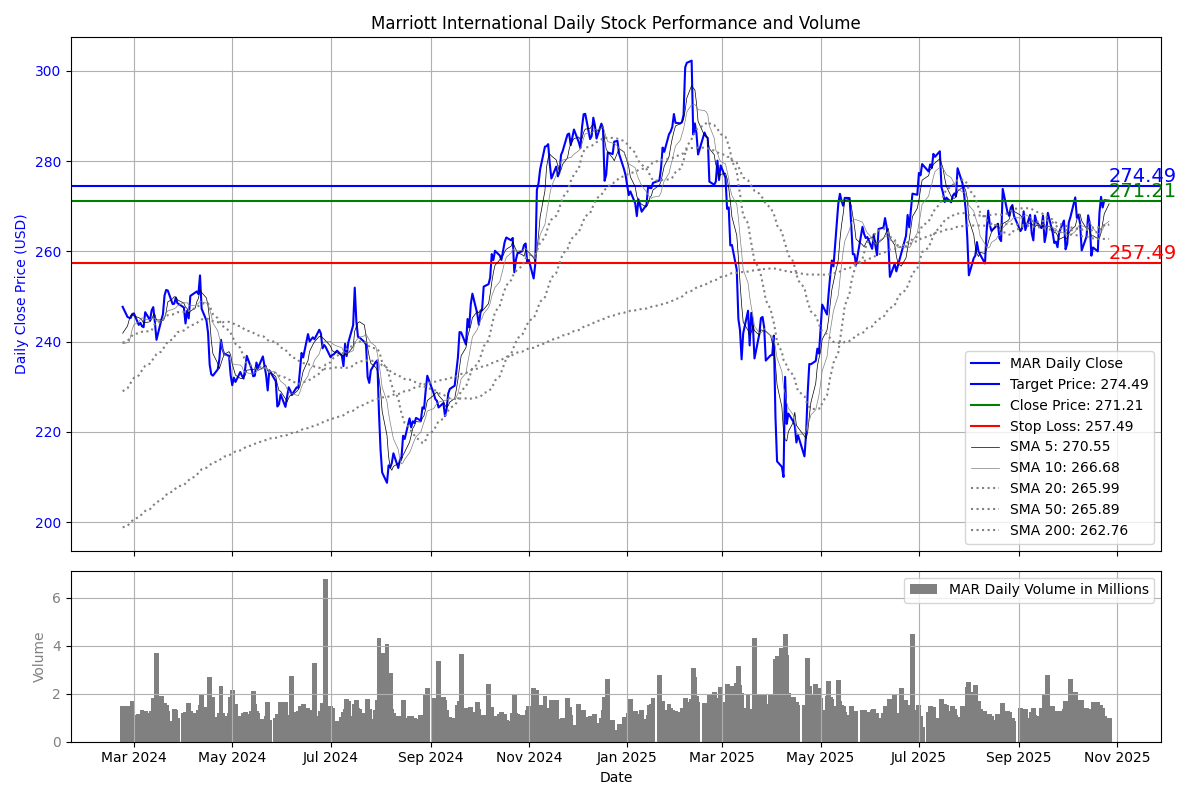 Marriott International Daily Stock Performance and Volume
Daily Close Price (USD)
300
280
260
240
220
200
274.49
271.21
257.49
MAR Daily Close
Target Price: 274.49
Close Price: 271.21
Stop Loss: 257.49
SMA 5: 270.55
SMA 10: 266.68
SMA 20: 265.99
SMA 50: 265.89
SMA 200: 262.76
Volume
6
4
2
0
MAR Daily Volume in Millions
Mar 2024 May 2024 Jul 2024 Sep 2024 Nov 2024 Jan 2025 Mar 2025 May 2025 Jul 2025 Sep 2025 Nov 2025
Date